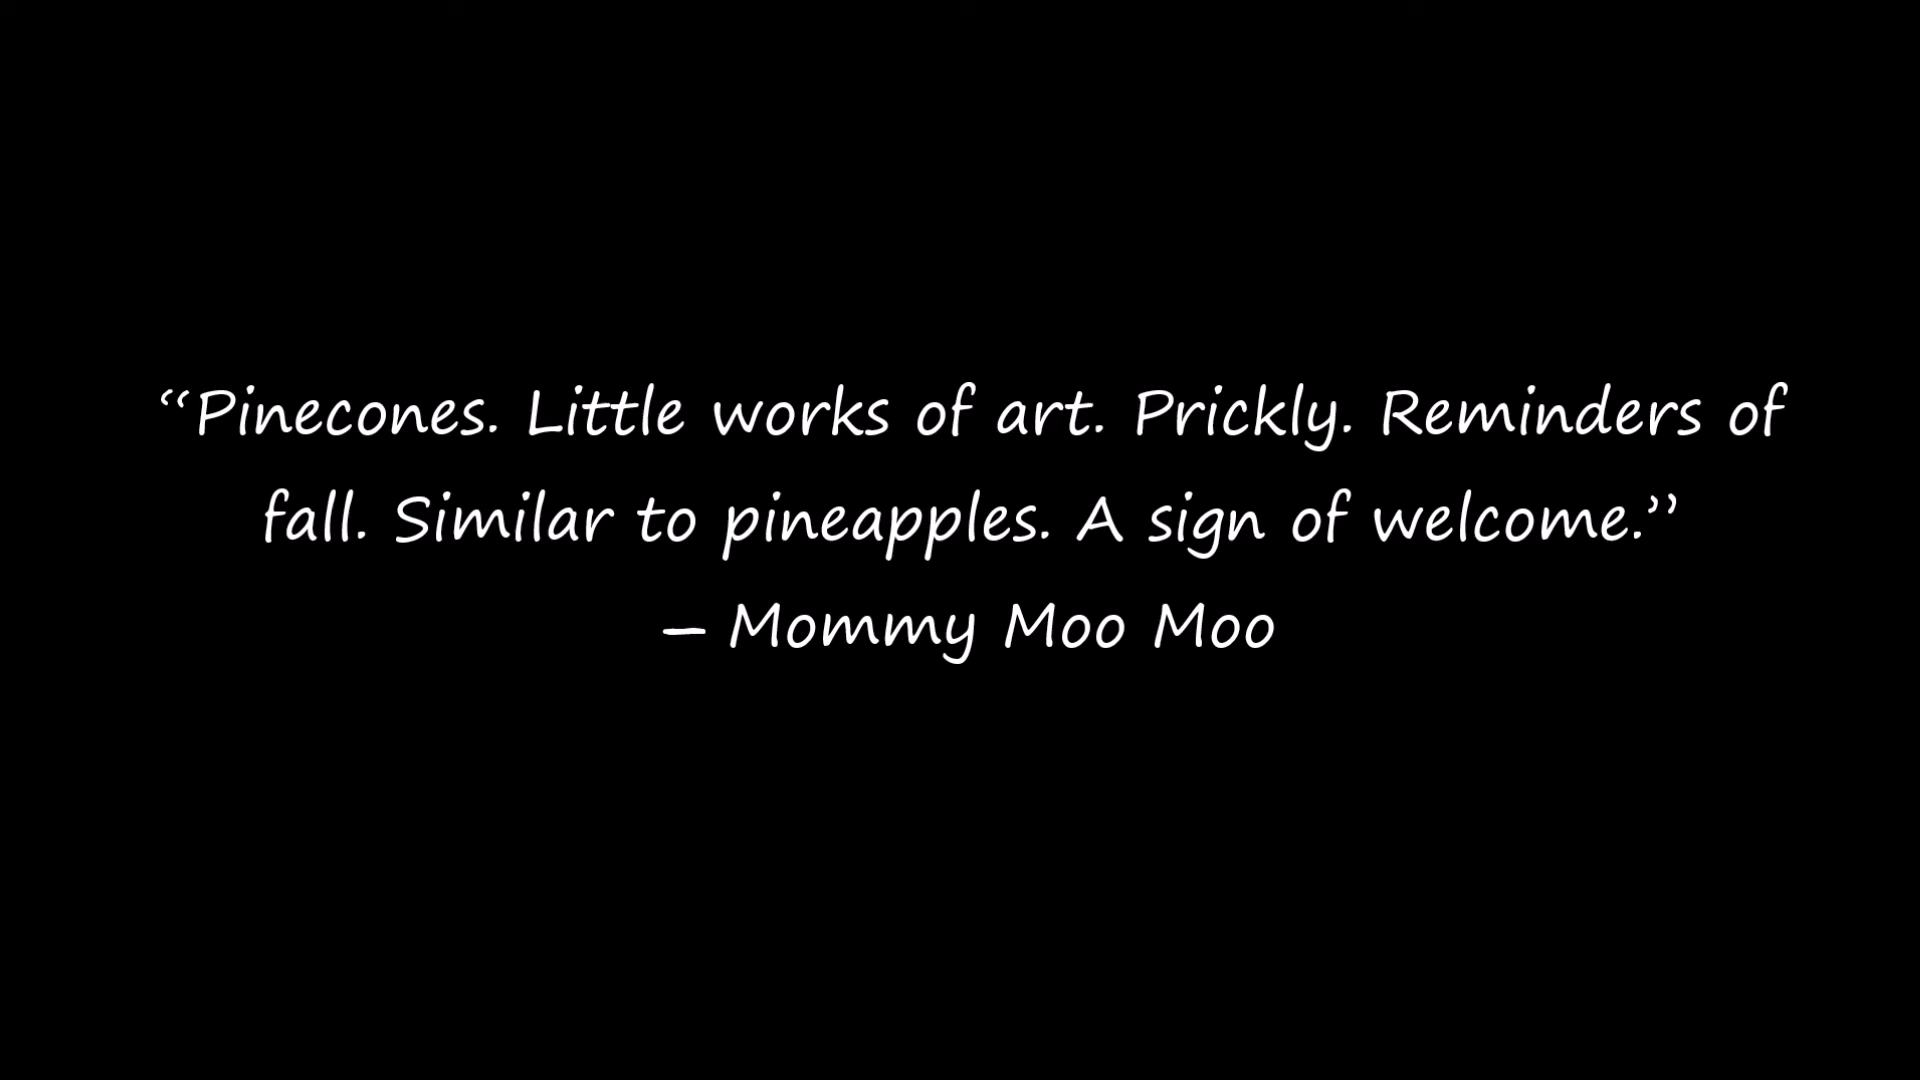 “Pinecones. Little works of art. Prickly. Reminders of
fall. Similar to pineapples. A sign of welcome.”
— Mommy Moo Moo